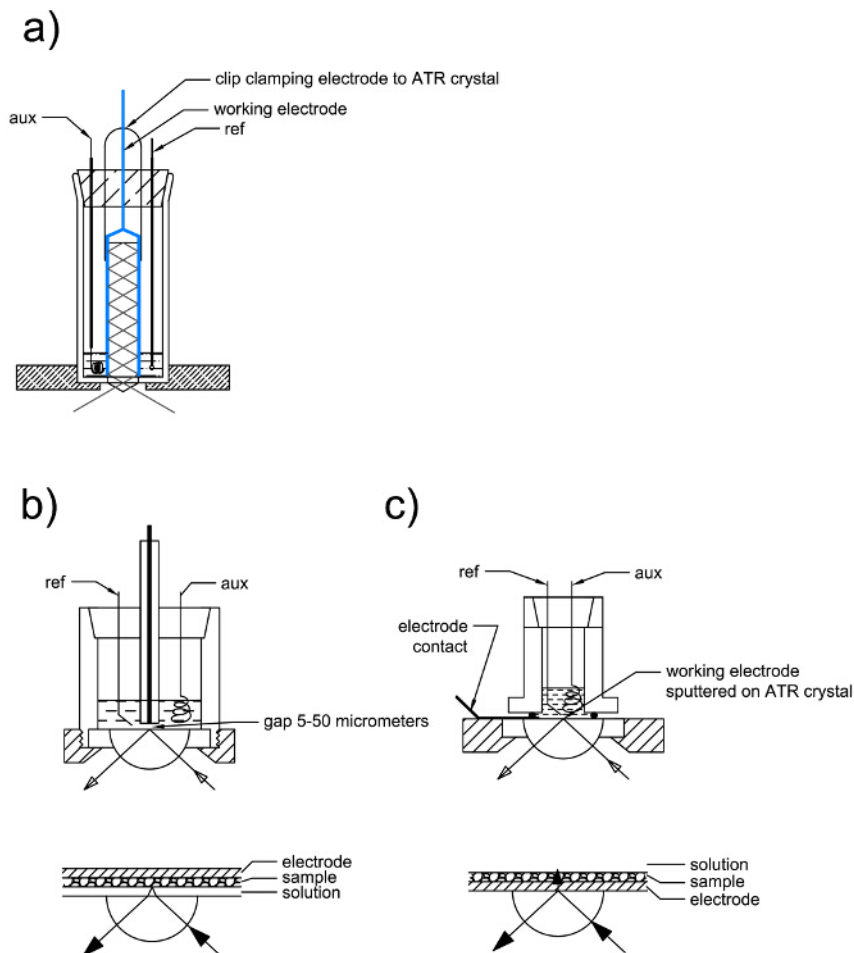 a)
clip clamping electrode to ATR crystal
working electrode
aux
ref
b)
ref
aux
gap 5-50 micrometers
electrode
sample
solution
c)
ref
aux
electrode
contact
working electrode
sputtered on ATR crystal
solution
sample
electrode